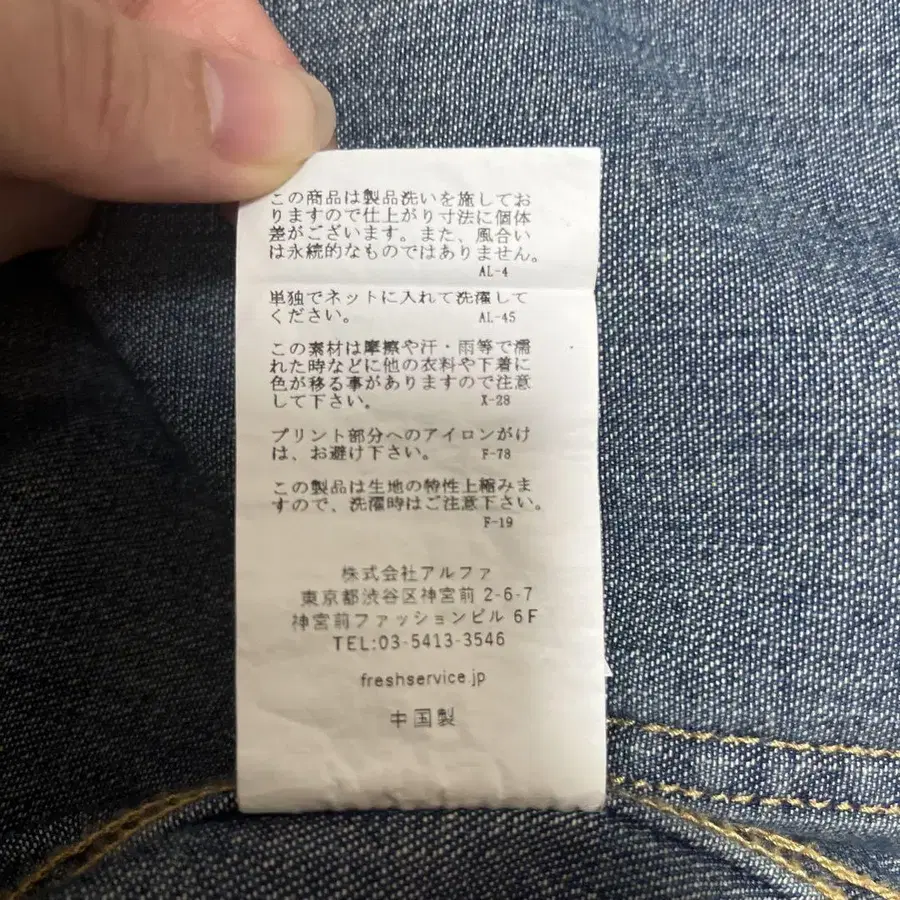 この商品は製品洗いを施してお
りますので仕上がり寸法に個体
差がございます。また、風合い
は永続的なものではありません。
AL-4
単独でネットに入れて洗濯して
ください。 AL-45
この素材は摩擦や汗・雨等で濡
れた時などに他の衣料や下着に
色が移る事がありますので注意
して下さい。 X-28
プリント部分へのアイロンがけ
は、お避け下さい。 F-78
この製品は生地の特性上縮みま
すので、洗濯時はご注意下さい。
F-19
株式会社アルファ
東京都渋谷区神宮前 2-6-7
神宮前ファッションビル 6F
TEL:03-5413-3546
freshservice.jp
中国製